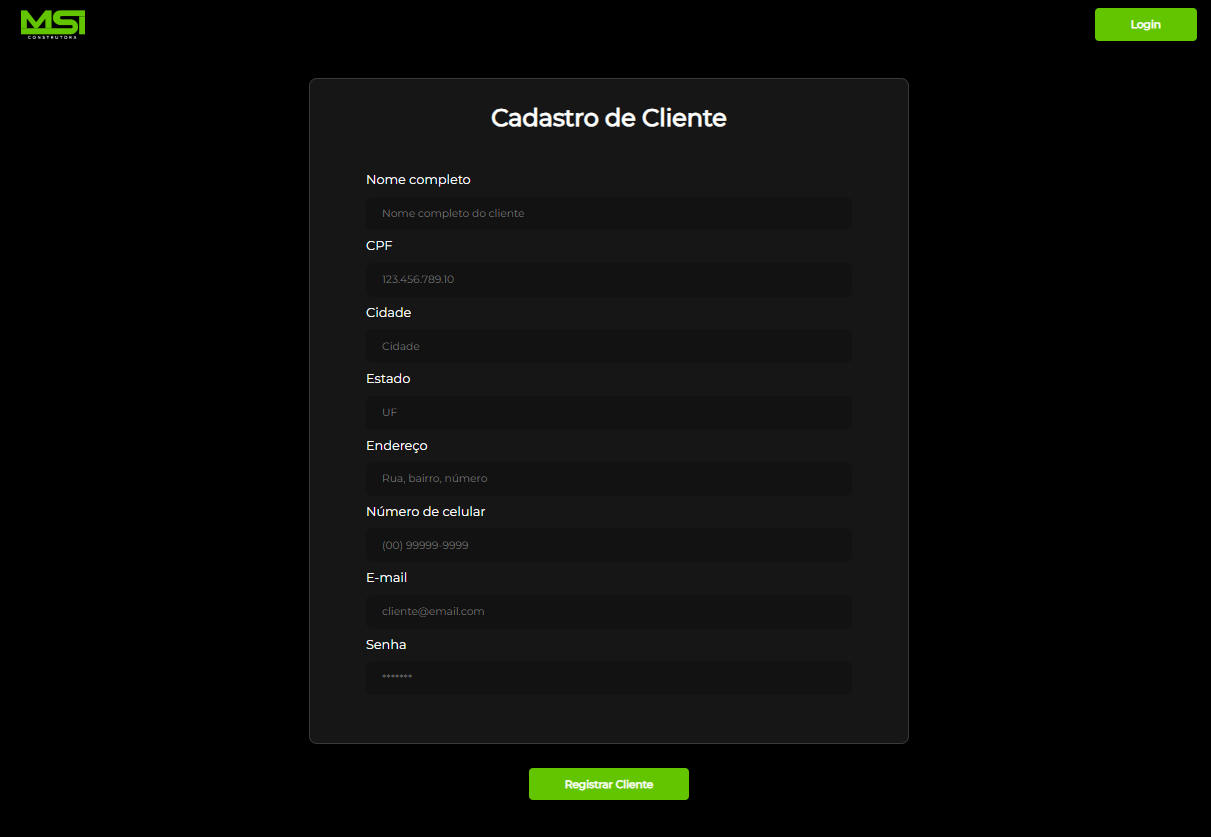 MSI
CONSTRUTORA
Login
Cadastro de Cliente
Nome completo
Nome completo do cliente
CPF
123.456.789.10
Cidade
Cidade
Estado
UF
Endereço
Rua, bairro, número
Número de celular
(00) 99999-9999
E-mail
cliente@email.com
Senha
*******
Registrar Cliente